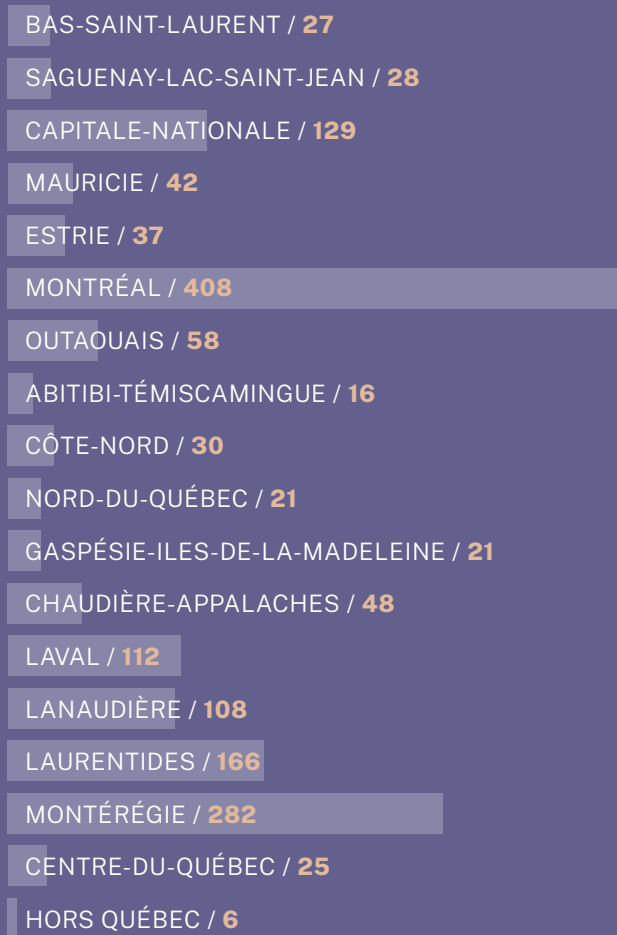 BAS-SAINT-LAURENT / 27
SAGUENAY-LAC-SAINT-JEAN / 28
CAPITALE-NATIONALE / 129
MAURICIE / 42
ESTRIE / 37
MONTRÉAL / 408
OUTAOUAIS / 58
ABITIBI-TÉMISCAMINGUE / 16
CÔTE-NORD / 30
NORD-DU-QUÉBEC / 21
GASPÉSIE-ILES-DE-LA-MADELEINE / 21
CHAUDIÈRE-APPALACHES / 48
LAVAL / 112
LANAUDIÈRE / 108
LAURENTIDES / 166
MONTÉRÉGIE / 282
CENTRE-DU-QUÉBEC / 25
HORS QUÉBEC / 6